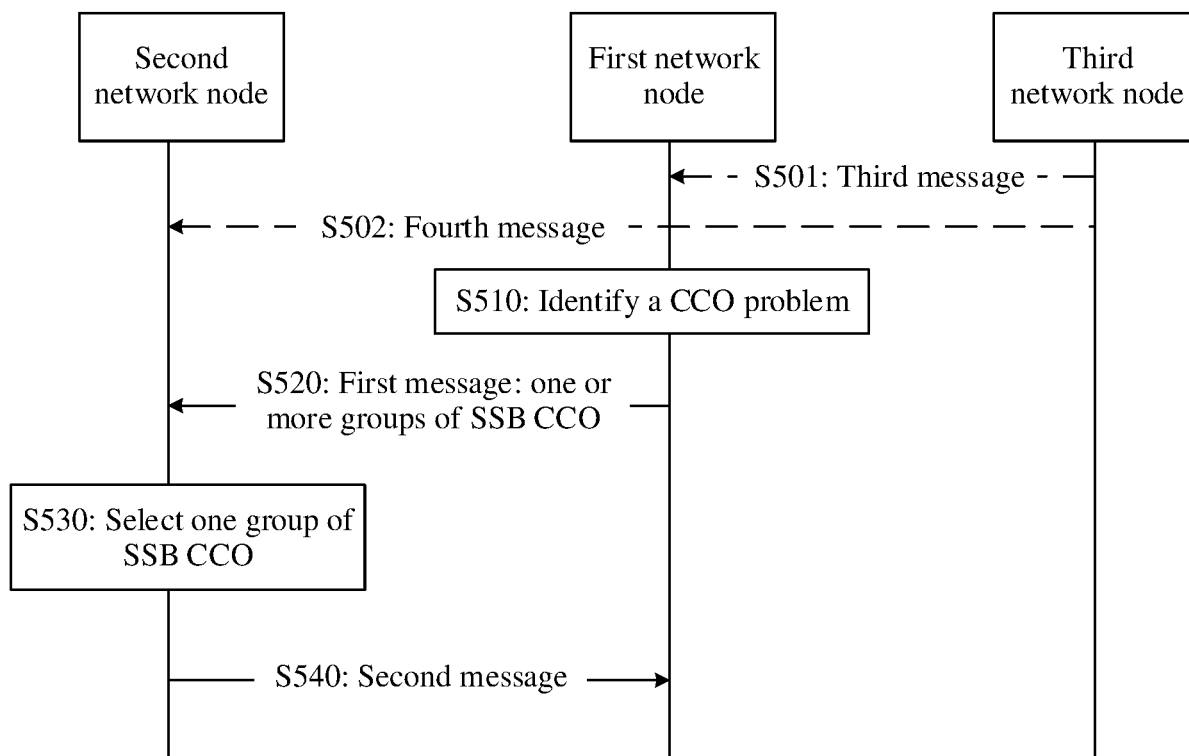 Second
network node
First network
node
Third
network node
S501: Third message
S502: Fourth message
S510: Identify a CCO problem
S520: First message: one or
more groups of SSB CCO
S530: Select one group of
SSB CCO
S540: Second message